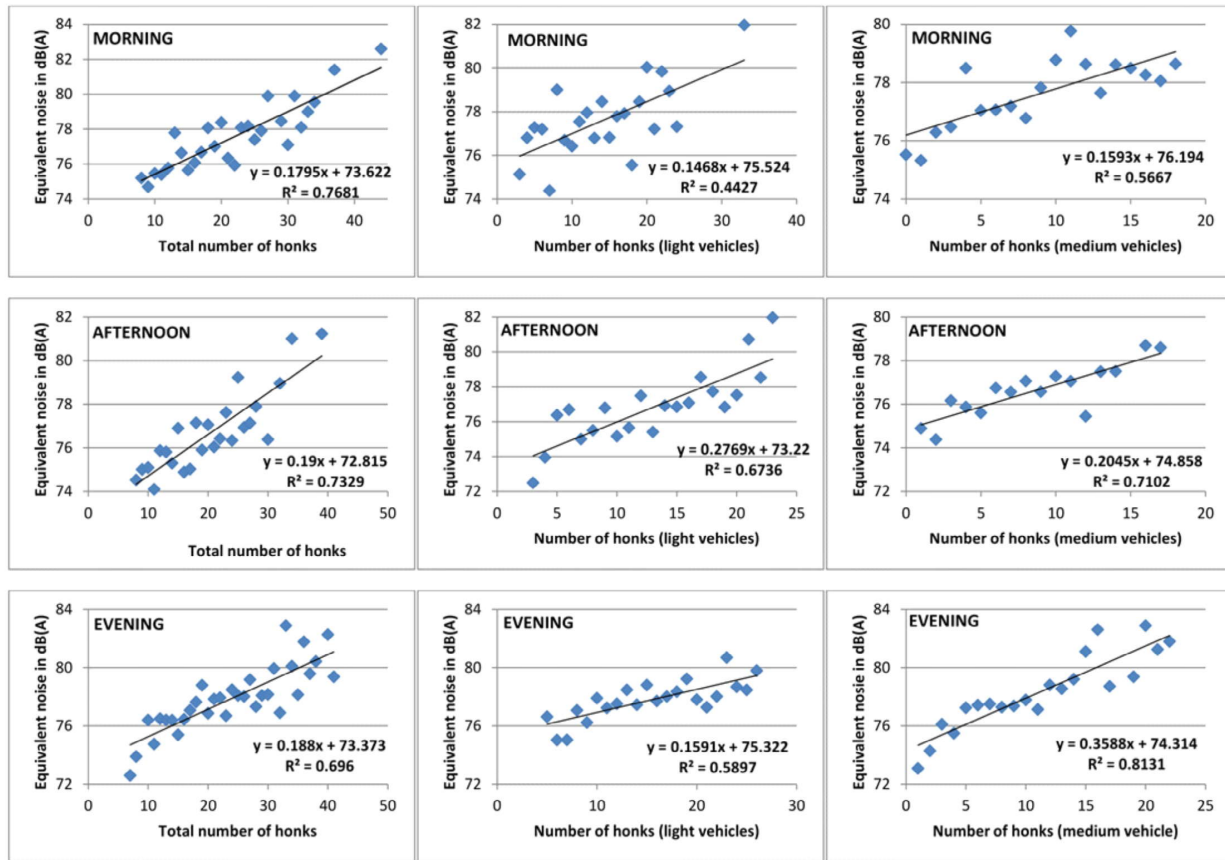 MORNING
Equivalent noise in dB(A)
84
82
80
78
76
74
0 10 20 30 40 50
y = 0.1795x + 73.622
R² = 0.7681
Total number of honks
MORNING
Equivalent noise in dB(A)
82
80
78
76
74
0 10 20 30 40
y = 0.1468x + 75.524
R² = 0.4427
Number of honks (light vehicles)
MORNING
Equivalent noise in dB(A)
80
78
76
74
0 5 10 15 20
y = 0.1593x + 76.194
R² = 0.5667
Number of honks (medium vehicles)
AFTERNOON
Equivalent noise in dB(A)
82
80
78
76
74
0 10 20 30 40 50
y = 0.19x + 72.815
R² = 0.7329
Total number of honks
AFTERNOON
Equivalent noise in dB(A)
82
80
78
76
74
72
0 5 10 15 20 25
y = 0.2769x + 73.22
R² = 0.6736
Number of honks (light vehicles)
AFTERNOON
Equivalent noise in dB(A)
80
78
76
74
72
0 5 10 15 20
y = 0.2045x + 74.858
R² = 0.7102
Number of honks (medium vehicles)
EVENING
Equivalent noise in dB(A)
84
82
80
78
76
74
72
0 10 20 30 40 50
y = 0.188x + 73.373
R² = 0.696
Total number of honks
EVENING
Equivalent noise in dB(A)
84
82
80
78
76
74
72
0 10 20 30
y = 0.1591x + 75.322
R² = 0.5897
Number of honks (light vehicles)
EVENING
Equivalent noise in dB(A)
84
82
80
78
76
74
72
0 5 10 15 20 25
y = 0.3588x + 74.314
R² = 0.8131
Number of honks (medium vehicle)